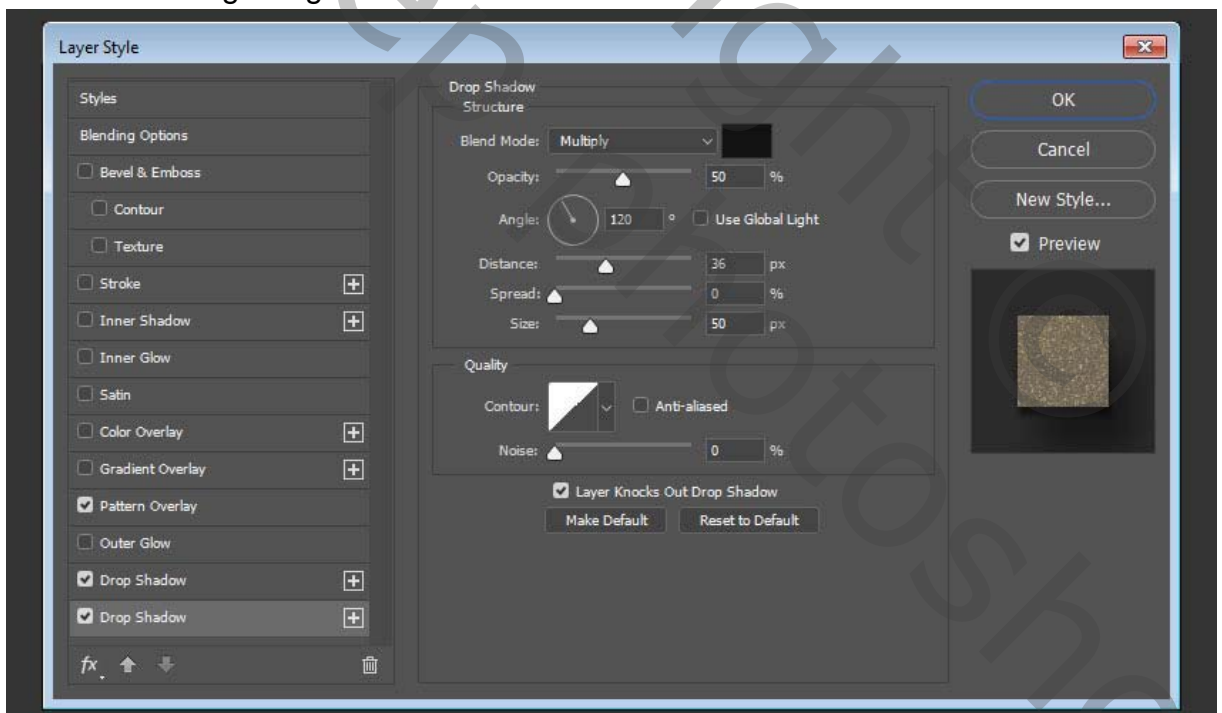 Layer Style
Styles
Blending Options
Bevel & Emboss
Contour
Texture
Stroke
Inner Shadow
Inner Glow
Satin
Color Overlay
Gradient Overlay
Pattern Overlay
Outer Glow
Drop Shadow
Drop Shadow
fx
Drop Shadow
Structure
Blend Mode: Multiply
Opacity: 50 %
Angle: 120 ° Use Global Light
Distance: 36 px
Spread: 0 %
Size: 50 px
Quality
Contour: Anti-aliased
Noise: 0 %
Layer Knocks Out Drop Shadow
Make Default Reset to Default
OK
Cancel
New Style...
Preview